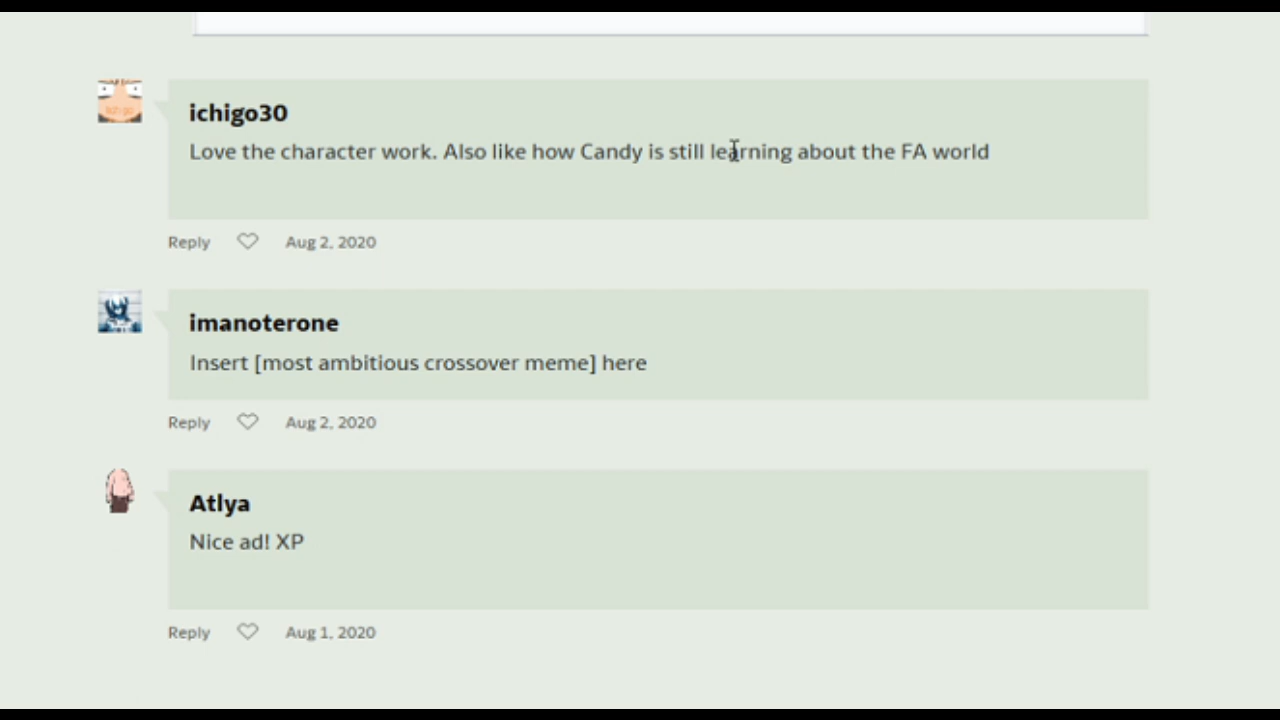 ichigo30
Love the character work. Also like how Candy is still learning about the FA world
Reply Aug 2, 2020
imanoterone
Insert [most ambitious crossover meme] here
Reply Aug 2, 2020
Atlya
Nice ad! XP
Reply Aug 1, 2020